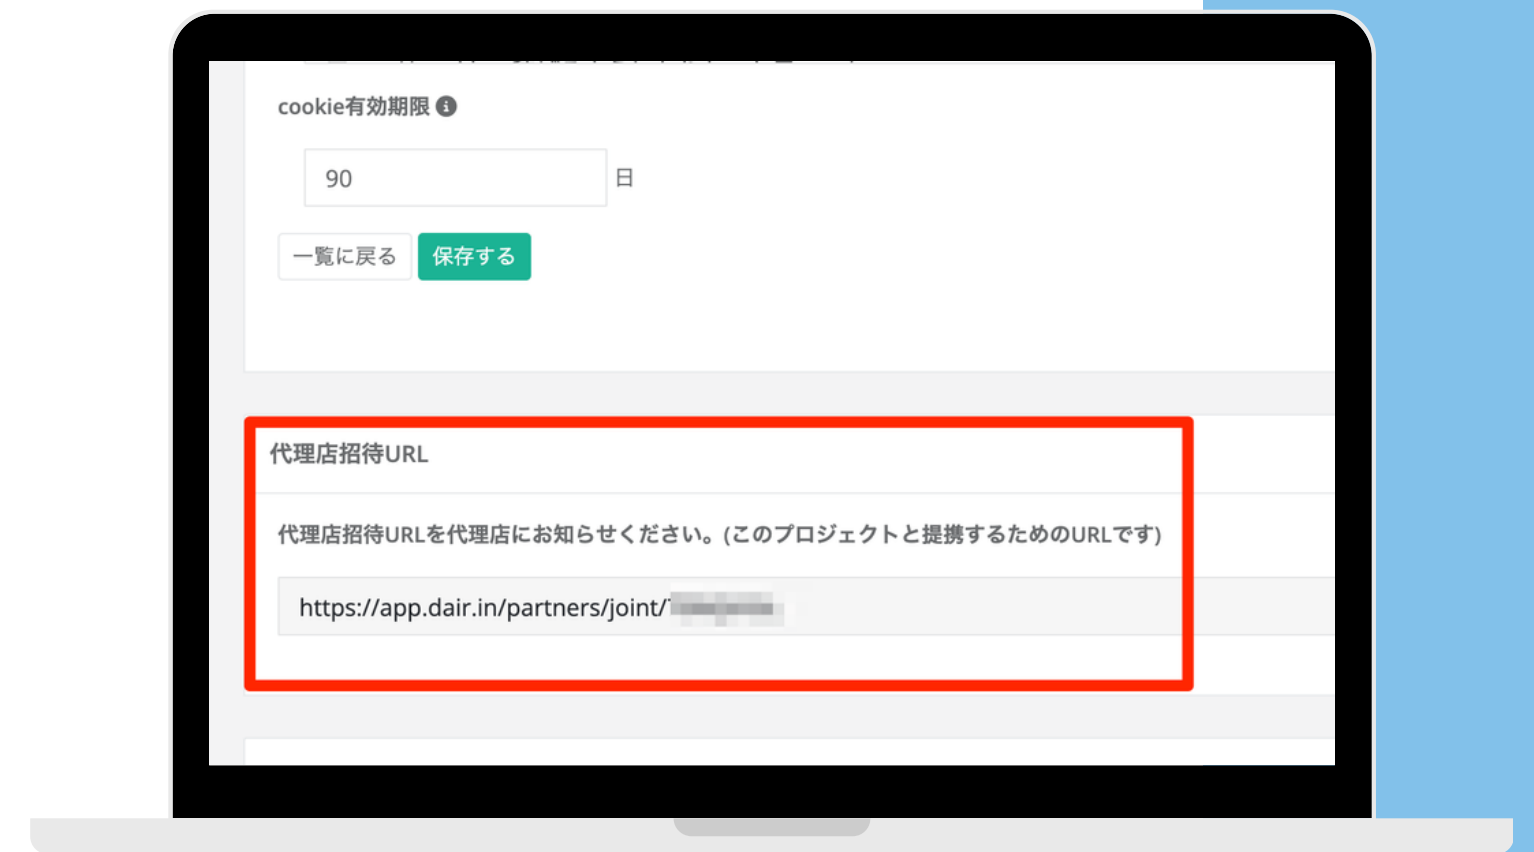 cookie有効期限
90 日
一覧に戻る 保存する
代理店招待URL
代理店招待URLを代理店にお知らせください。(このプロジェクトと提携するためのURLです)
https://app.dair.in/partners/joint/